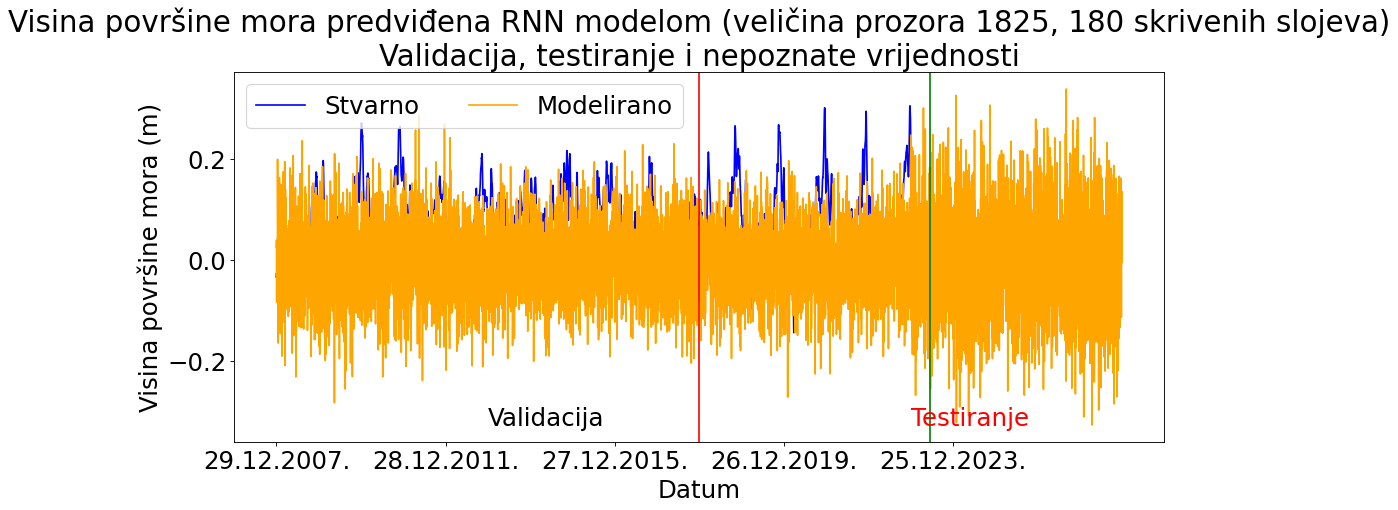 Visina površine mora predviđena RNN modelom (veličina prozora 1825, 180 skrivenih slojeva)
Validacija, testiranje i nepoznate vrijednosti
Stvarno
Modelirano
Visina površine mora (m)
0.2
0.0
−0.2
Validacija
Testiranje
29.12.2007.
28.12.2011.
27.12.2015.
26.12.2019.
25.12.2023.
Datum